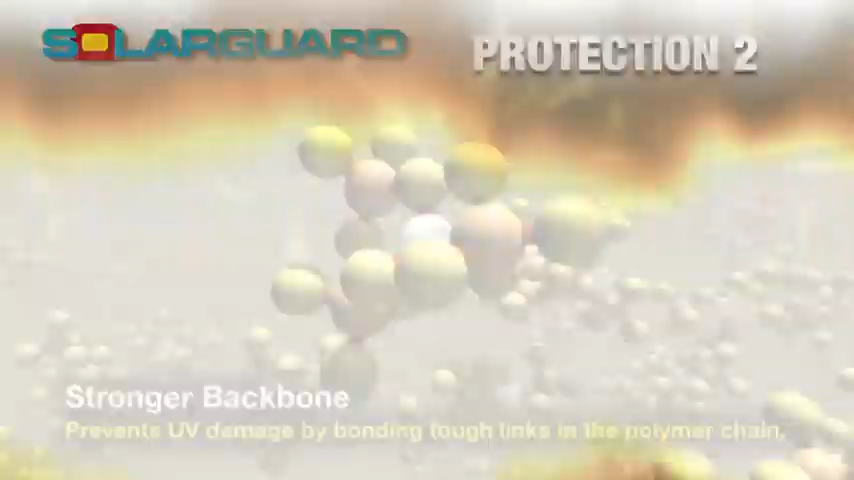 SOLARGUARD
PROTECTION 2
Stronger Backbone
Prevents UV damage by bonding tough links in the polymer chain.